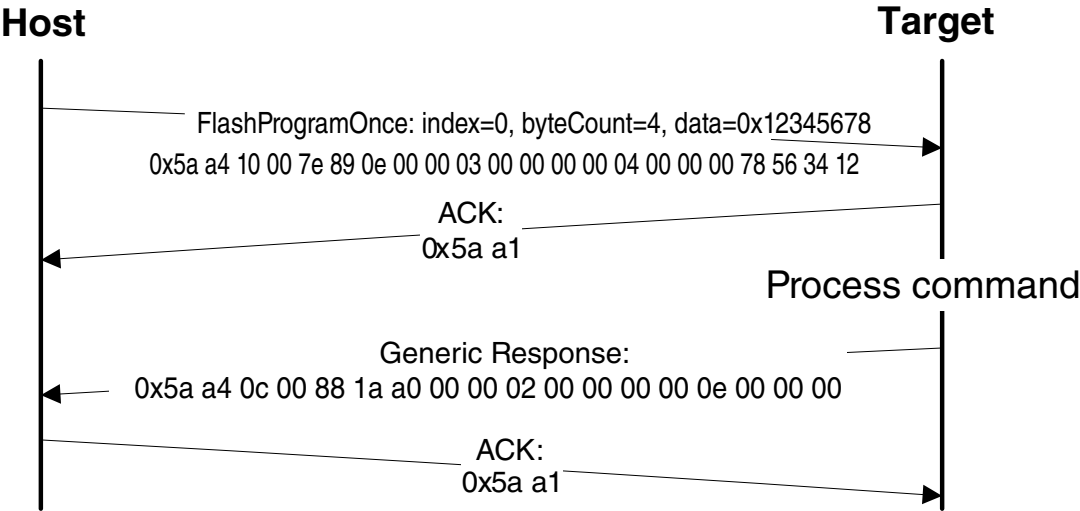 Host
Target
FlashProgramOnce: index=0, byteCount=4, data=0x12345678
0x5a a4 10 00 7e 89 0e 00 00 03 00 00 00 00 04 00 00 00 78 56 34 12
ACK:
0x5a a1
Process command
Generic Response:
0x5a a4 0c 00 88 1a a0 00 00 02 00 00 00 00 0e 00 00 00
ACK:
0x5a a1